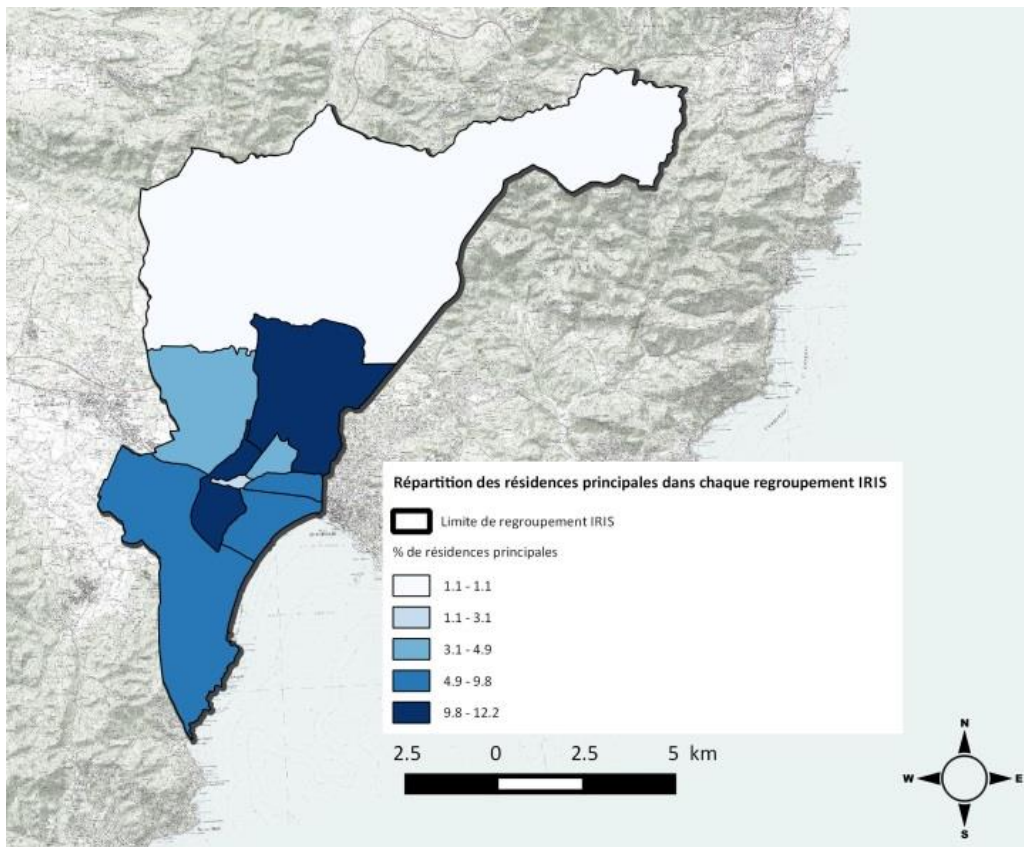 Répartition des résidences principales dans chaque regroupement IRIS
Limite de regroupement IRIS
% de résidences principales
1.1 - 1.1
1.1 - 3.1
3.1 - 4.9
4.9 - 9.8
9.8 - 12.2
2.5 0 2.5 5 km
N
W E
S